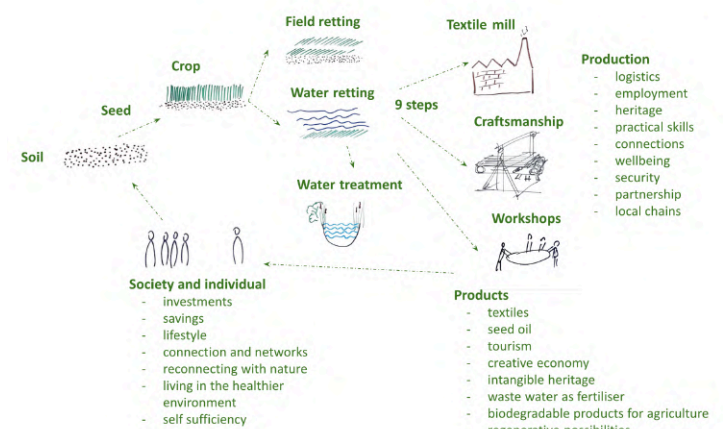 Field retting
Textile mill
Crop
Production
- logistics
- employment
- heritage
- practical skills
- connections
- wellbeing
- security
- partnership
- local chains
Water retting
9 steps
Seed
Craftsmanship
Soil
Water treatment
Workshops
Society and individual
- investments
- savings
- lifestyle
- connection and networks
- reconnecting with nature
- living in the healthier
environment
- self sufficiency
Products
- textiles
- seed oil
- tourism
- creative economy
- intangible heritage
- waste water as fertiliser
- biodegradable products for agriculture
- regenerative possibilities